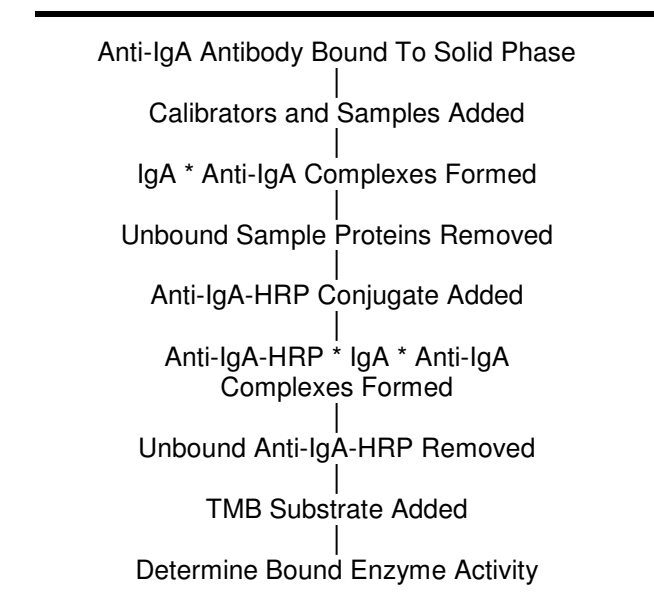 Anti-IgA Antibody Bound To Solid Phase
Calibrators and Samples Added
IgA * Anti-IgA Complexes Formed
Unbound Sample Proteins Removed
Anti-IgA-HRP Conjugate Added
Anti-IgA-HRP * IgA * Anti-IgA
Complexes Formed
Unbound Anti-IgA-HRP Removed
TMB Substrate Added
Determine Bound Enzyme Activity